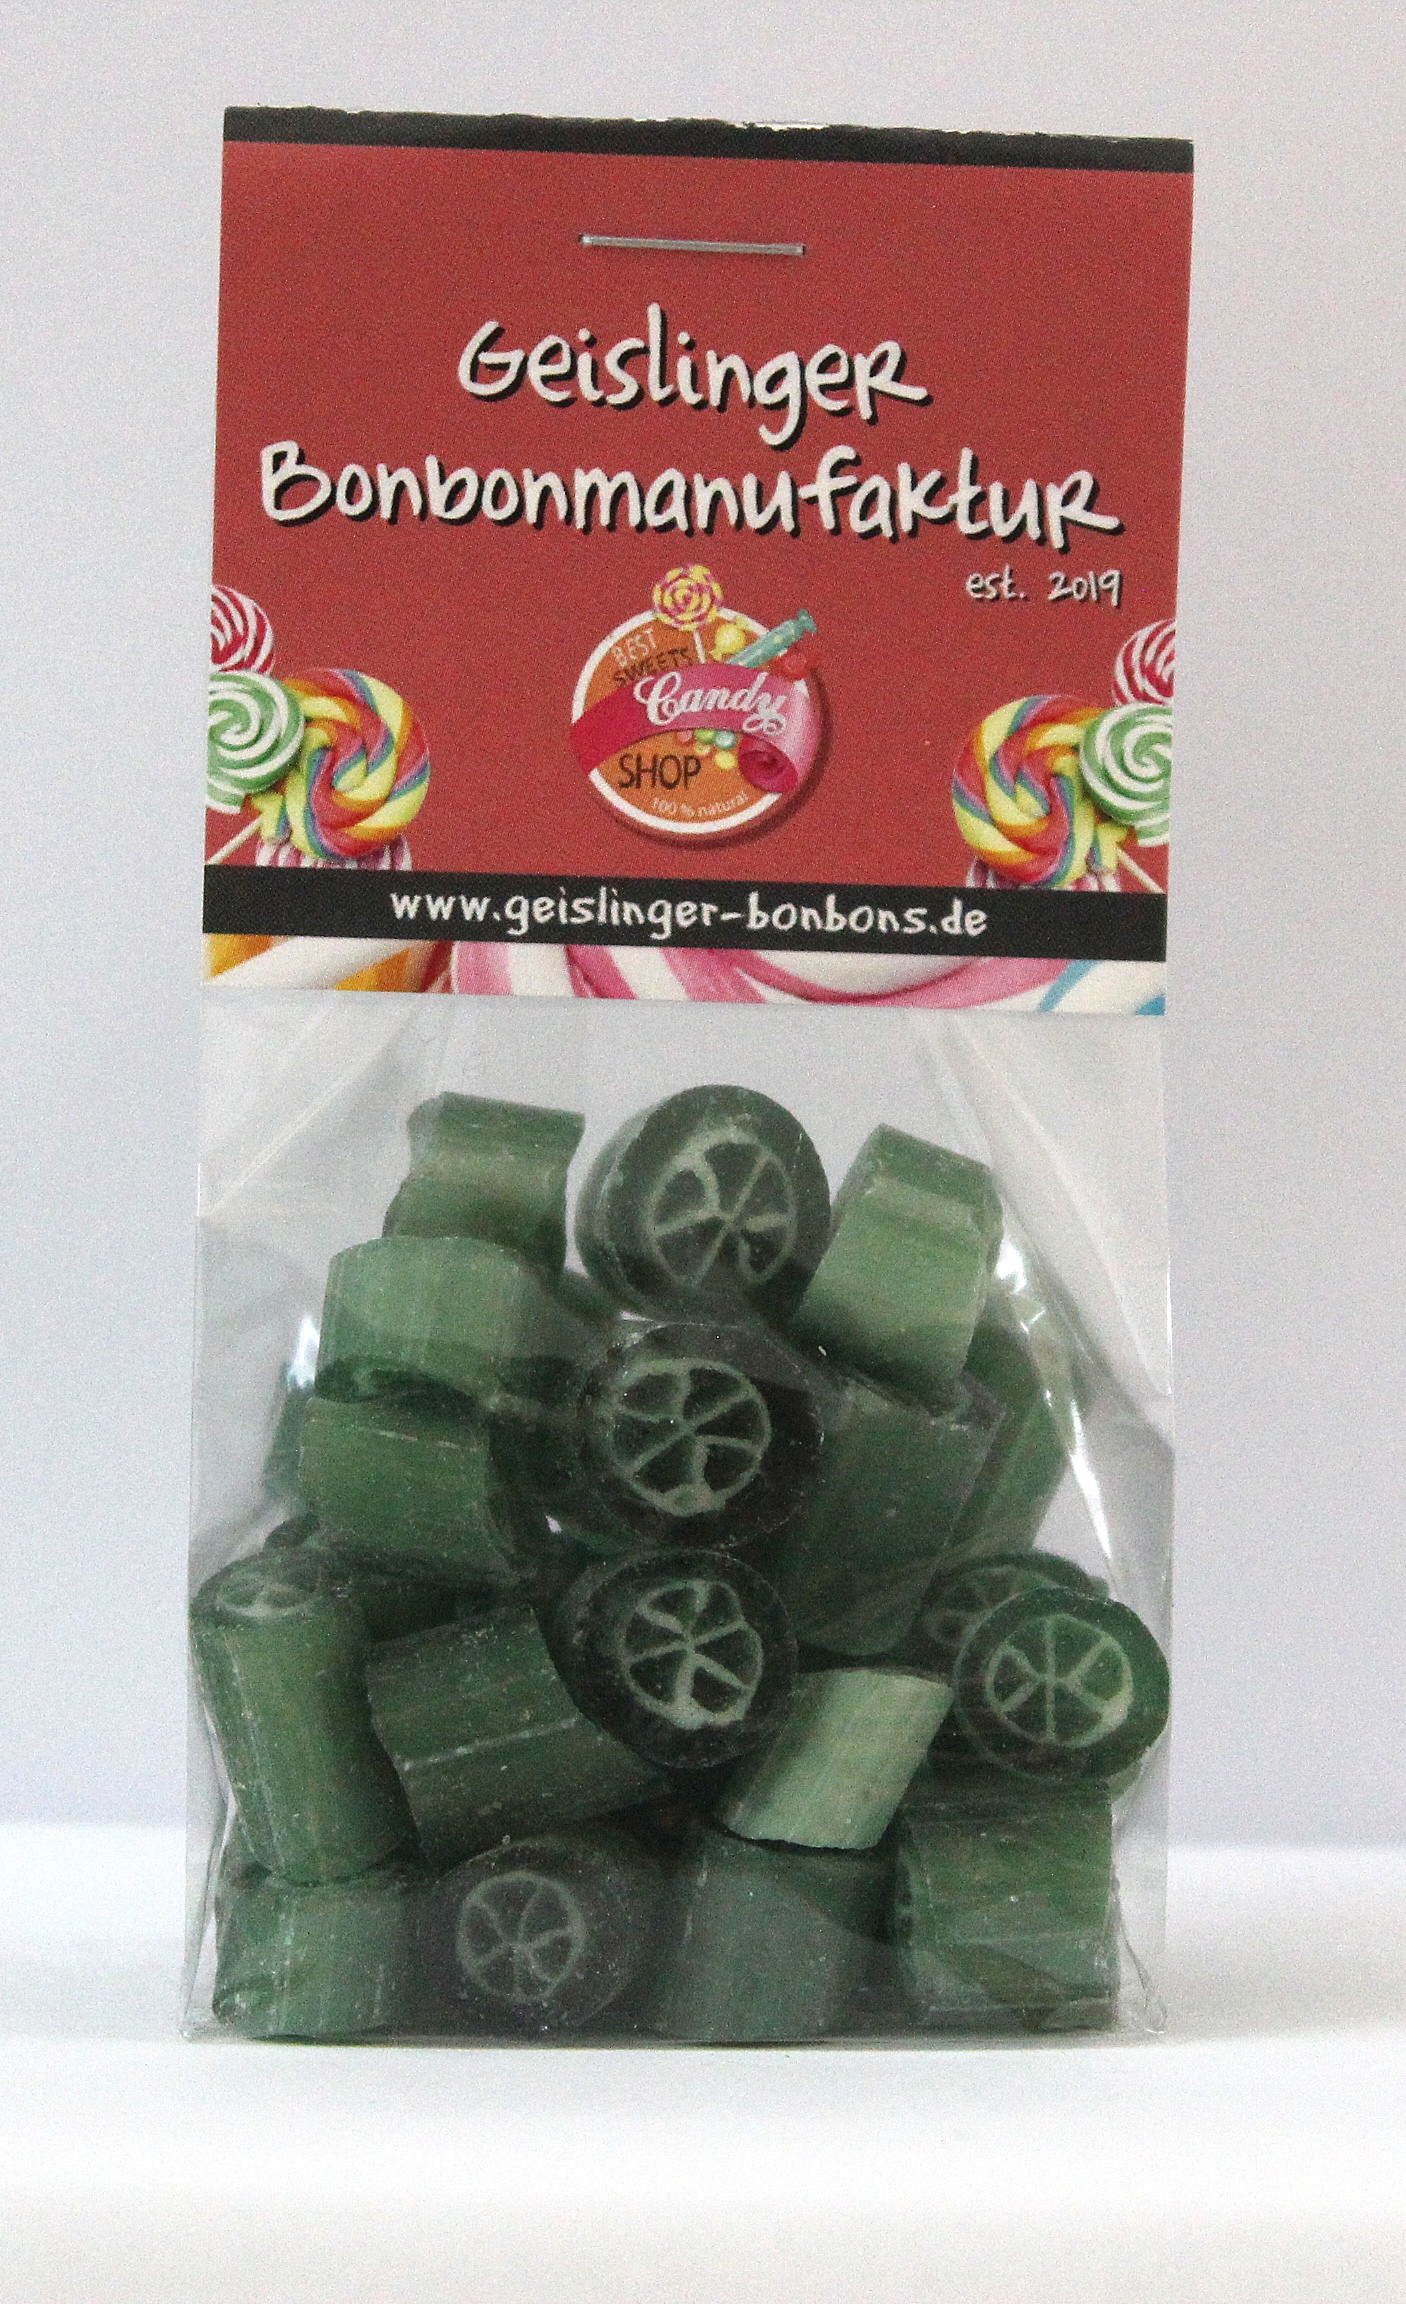 Geislinger
Bonbonmanufaktur
est. 2019
BEST
SWEETS
Candy
SHOP
100 % natural
www.geislinger-bonbons.de